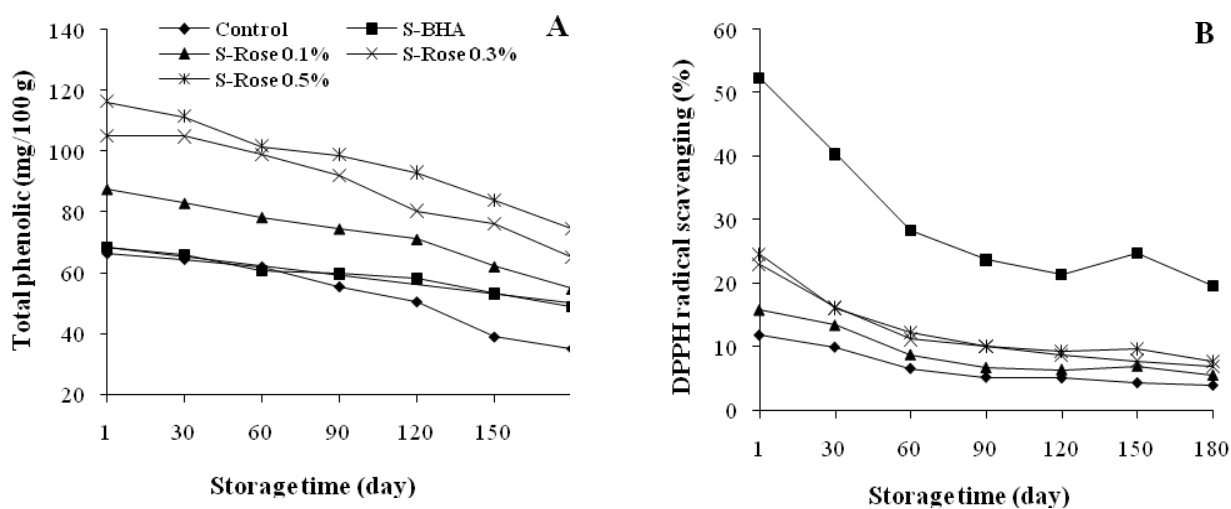 A
Control
S-BHA
S-Rose 0.1%
S-Rose 0.3%
S-Rose 0.5%
Total phenolic (mg/100 g)
140
120
100
80
60
40
20
1 30 60 90 120 150
Storage time (day)
B
DPPH radical scavenging (%)
60
50
40
30
20
10
0
1 30 60 90 120 150 180
Storage time (day)